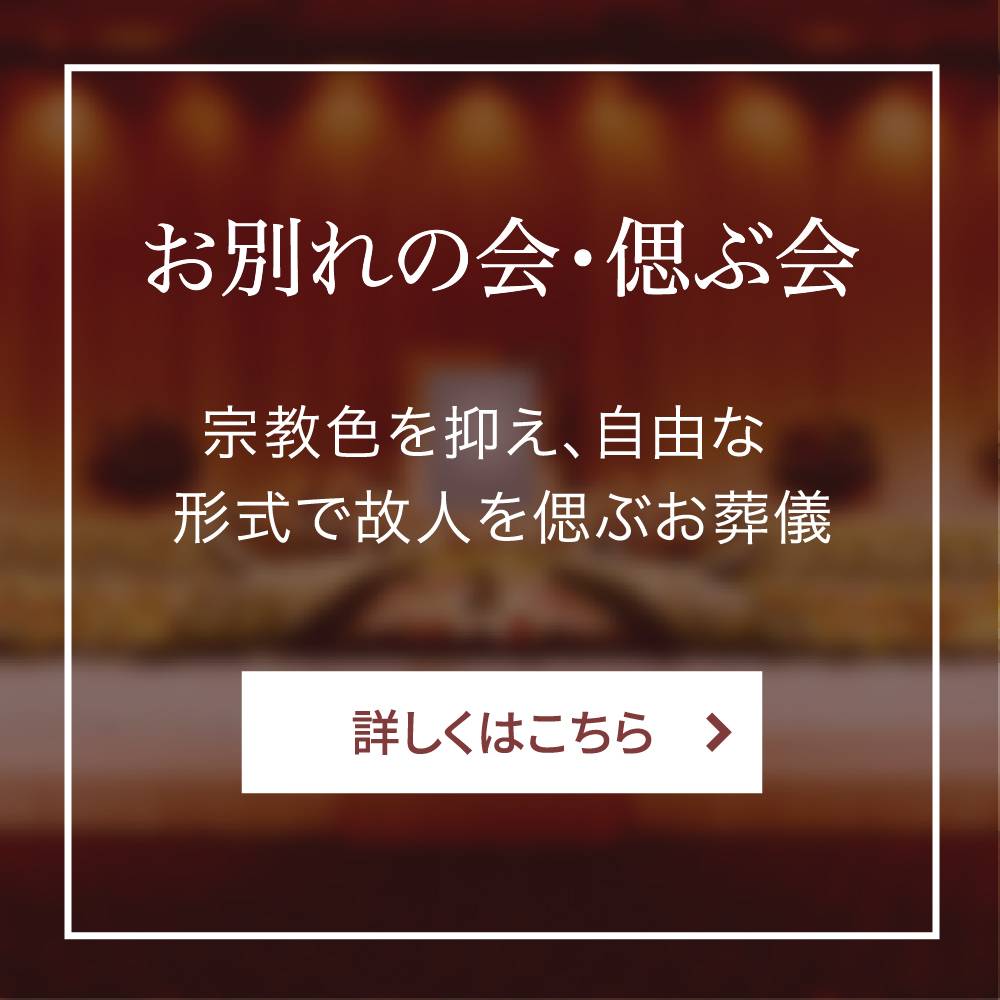 お別れの会・偲ぶ会
宗教色を抑え、自由な
形式で故人を偲ぶお葬儀
詳しくはこちら